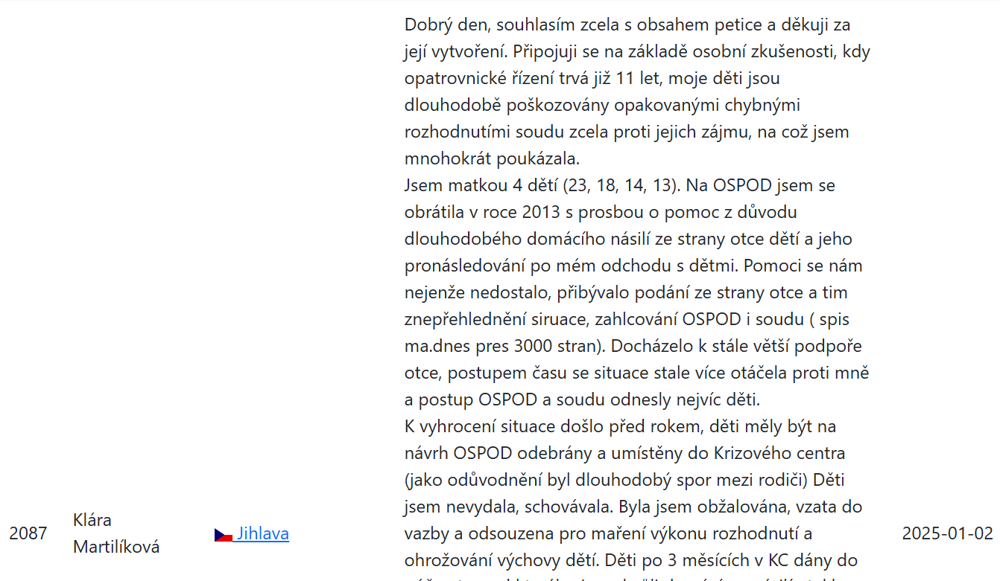 Dobrý den, souhlasím zcela s obsahem petice a děkuji za
její vytvoření. Připojuji se na základě osobní zkušenosti, kdy
opatrovnické řízení trvá již 11 let, moje děti jsou
dlouhodobě poškozovány opakovanými chybnými
rozhodnutími soudu zcela proti jejich zájmu, na což jsem
mnohokrát poukázala.
Jsem matkou 4 dětí (23, 18, 14, 13). Na OSPOD jsem se
obrátila v roce 2013 s prosbou o pomoc z důvodu
dlouhodobého domácího násilí ze strany otce dětí a jeho
pronásledování po mém odchodu s dětmi. Pomoci se nám
nejenže nedostalo, přibývalo podání ze strany otce a tim
znepřehlednění siruace, zahlcování OSPOD i soudu ( spis
ma.dnes pres 3000 stran). Docházelo k stále větší podpoře
otce, postupem času se situace stale více otáčela proti mně
a postup OSPOD a soudu odnesly nejvíc děti.
K vyhrocení situace došlo před rokem, děti měly být na
návrh OSPOD odebrány a umístěny do Krizového centra
(jako odůvodnění byl dlouhodobý spor mezi rodiči) Děti
jsem nevydala, schovávala. Byla jsem obžalována, vzata do
vazby a odsouzena pro maření výkonu rozhodnutí a
ohrožování výchovy dětí. Děti po 3 měsících v KC dány do
2087
Klára
Martilíková
Jihlava
2025-01-02